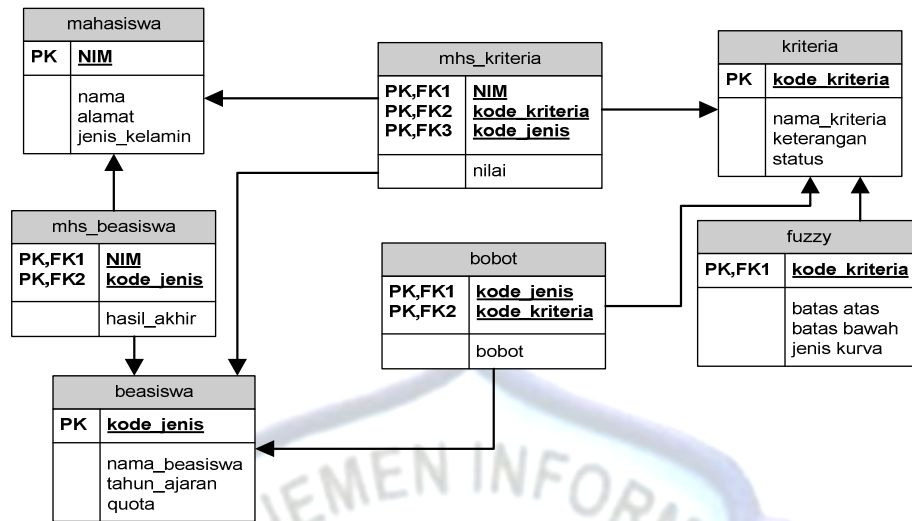 mahasiswa
PK NIM
nama
alamat
jenis_kelamin
mhs_kriteria
PK,FK1 NIM
PK,FK2 kode_kriteria
PK,FK3 kode_jenis
nilai
kriteria
PK kode_kriteria
nama_kriteria
keterangan
status
mhs_beasiswa
PK,FK1 NIM
PK,FK2 kode_jenis
hasil_akhir
bobot
PK,FK1 kode_jenis
PK,FK2 kode_kriteria
bobot
fuzzy
PK,FK1 kode_kriteria
batas atas
batas bawah
jenis kurva
beasiswa
PK kode_jenis
nama_beasiswa
tahun_ajaran
quota